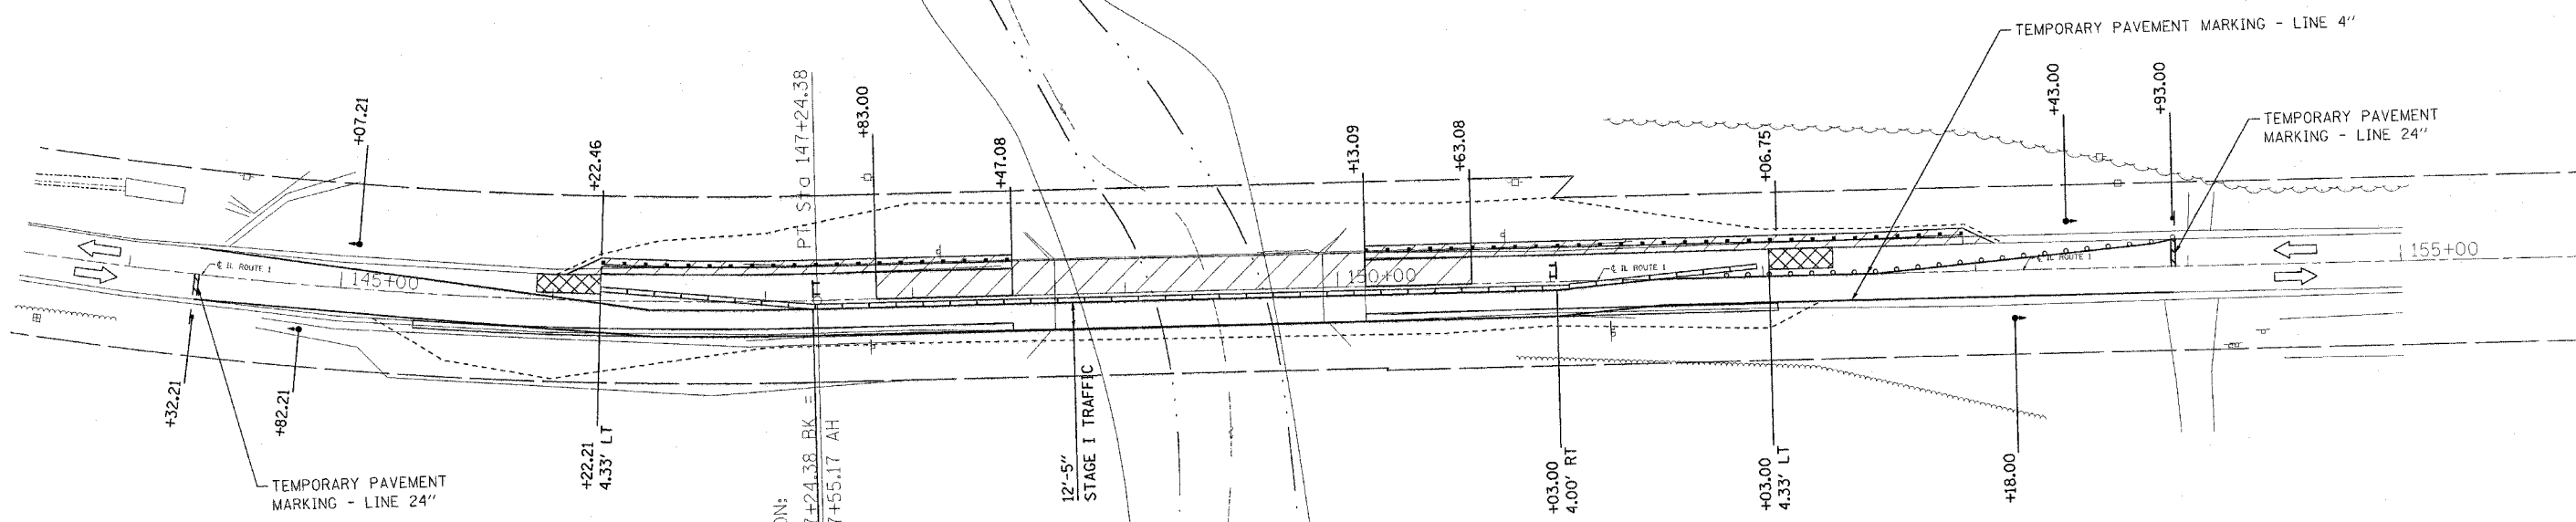 TEMPORARY PAVEMENT MARKING - LINE 4"
+07.21
+22.46
PT Sta 147+24.38
+83.00
+47.08
+13.09
+63.08
+06.75
+43.00
+93.00
TEMPORARY PAVEMENT
MARKING - LINE 24"
℄ IL ROUTE 1
145+00
150+00
℄ IL ROUTE 1
℄ IL ROUTE 1
155+00
+32.21
+82.21
+22.21
4.33' LT
ON:
7+24.38 BK =
7+55.17 AH
12'-5"
STAGE I TRAFFIC
+03.00
4.00' RT
+03.00
4.33' LT
+18.00
TEMPORARY PAVEMENT
MARKING - LINE 24"